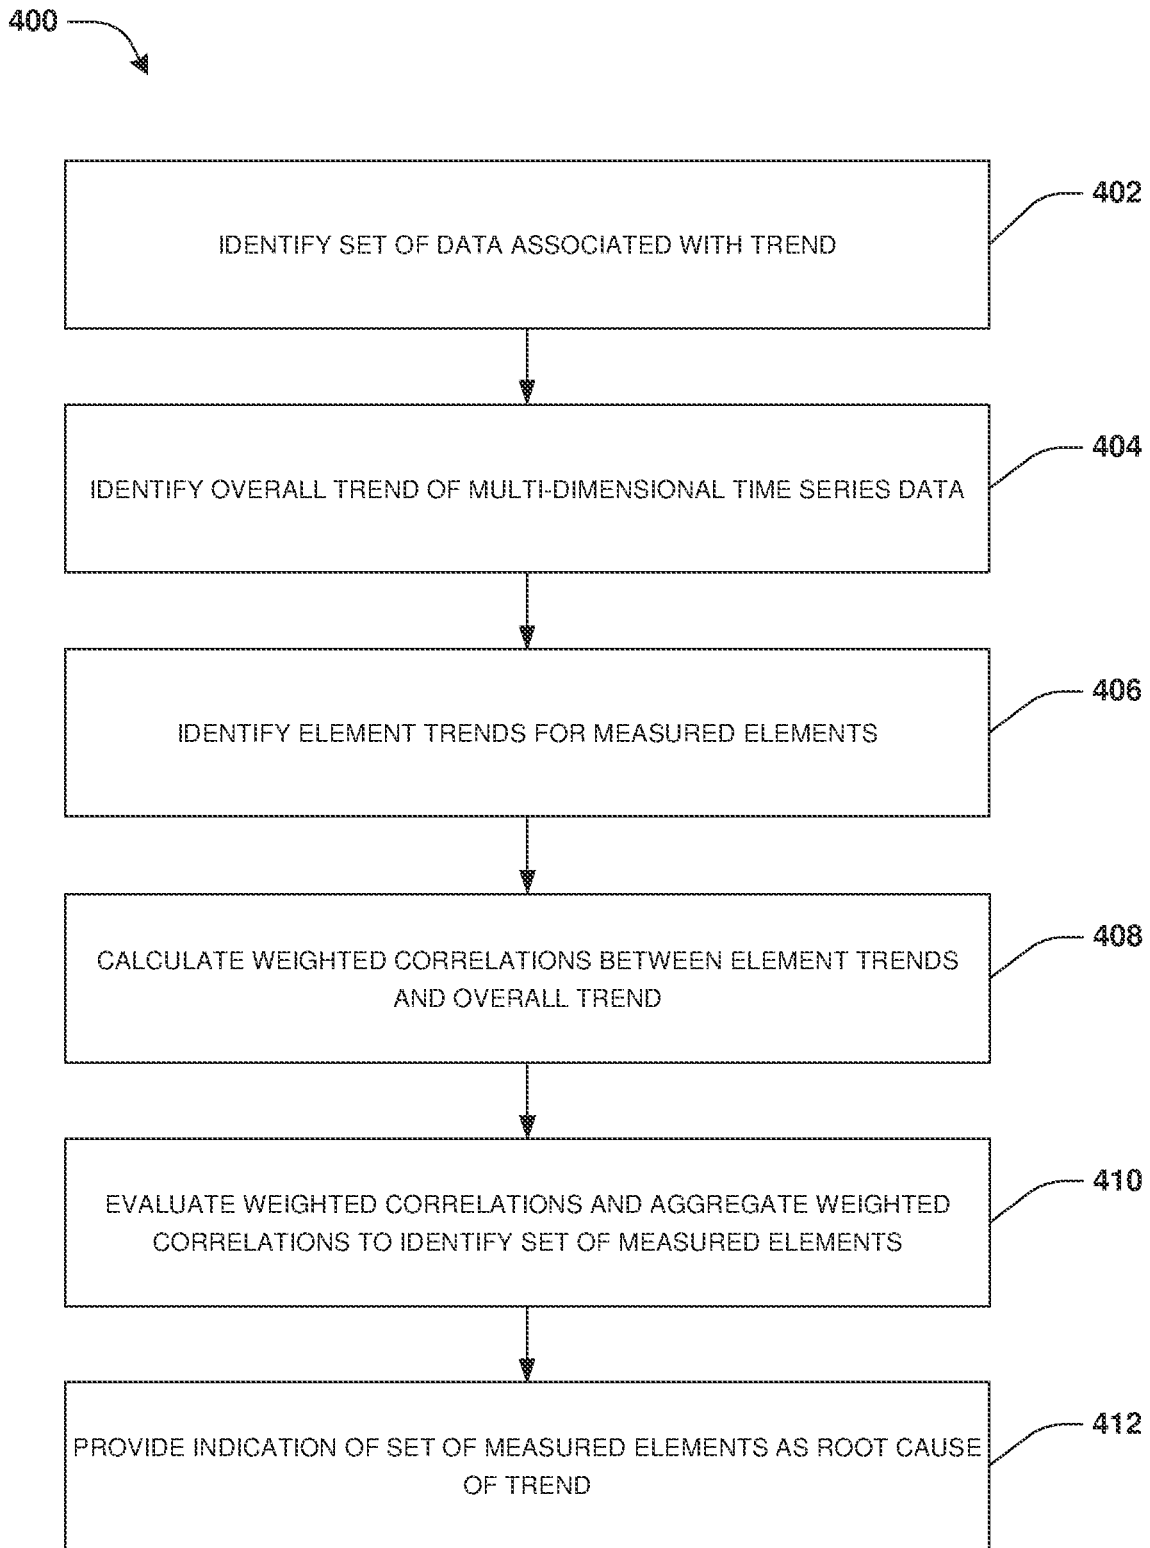 400
402
IDENTIFY SET OF DATA ASSOCIATED WITH TREND
404
IDENTIFY OVERALL TREND OF MULTI-DIMENSIONAL TIME SERIES DATA
406
IDENTIFY ELEMENT TRENDS FOR MEASURED ELEMENTS
408
CALCULATE WEIGHTED CORRELATIONS BETWEEN ELEMENT TRENDS
AND OVERALL TREND
410
EVALUATE WEIGHTED CORRELATIONS AND AGGREGATE WEIGHTED
CORRELATIONS TO IDENTIFY SET OF MEASURED ELEMENTS
412
PROVIDE INDICATION OF SET OF MEASURED ELEMENTS AS ROOT CAUSE
OF TREND